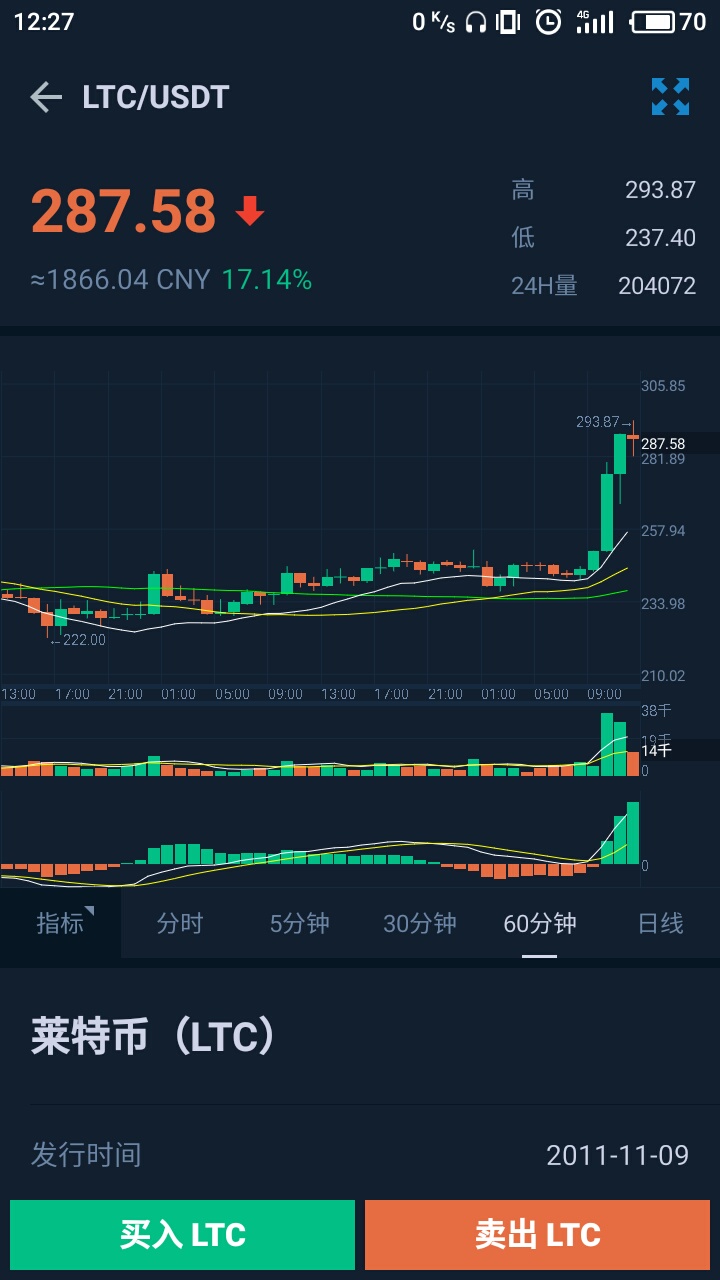 12:27 0 K/S 4G 70
LTC/USDT
287.58
≈1866.04 CNY 17.14%
高 293.87
低 237.40
24H量 204072
305.85
293.87→
287.58
281.89
257.94
233.98
←222.00
210.02
13:00 17:00 21:00 01:00 05:00 09:00 13:00 17:00 21:00 01:00 05:00 09:00
38千
19千
14千
0
0
指标 分时 5分钟 30分钟 60分钟 日线
莱特币（LTC）
发行时间 2011-11-09
买入 LTC 卖出 LTC